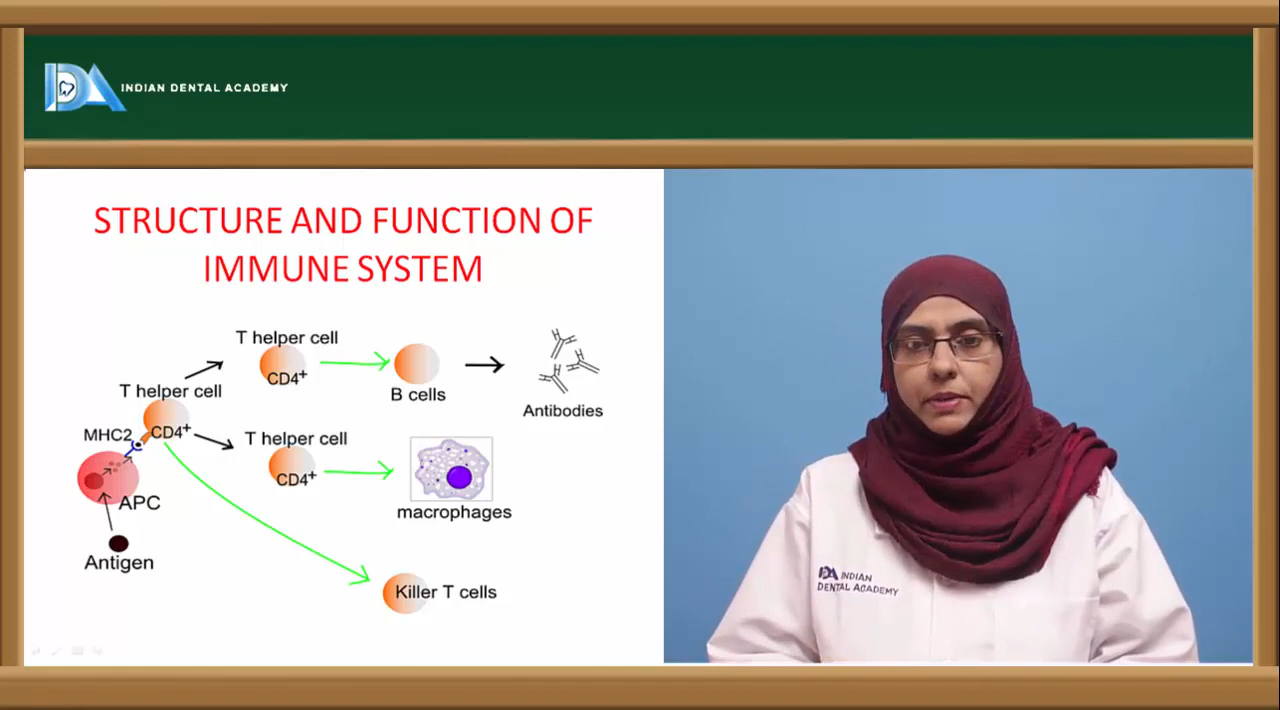 INDIAN DENTAL ACADEMY
STRUCTURE AND FUNCTION OF
IMMUNE SYSTEM
T helper cell
CD4+
B cells
Antibodies
T helper cell
CD4+
MHC2
T helper cell
CD4+
macrophages
APC
Antigen
Killer T cells
IDA INDIAN
DENTAL ACADEMY